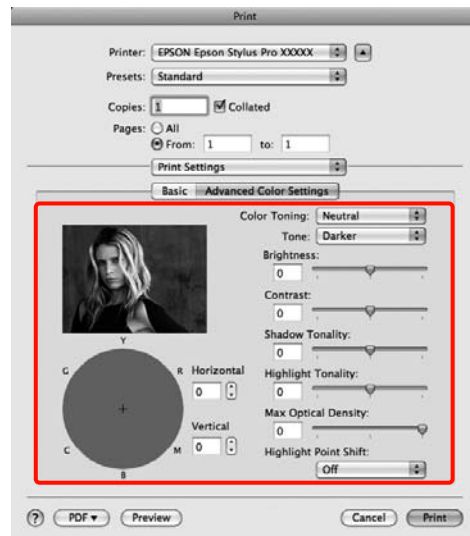 Print
Printer: EPSON Epson Stylus Pro XXXXX
Presets: Standard
Copies: 1 Collated
Pages: All
From: 1 to: 1
Print Settings
Basic Advanced Color Settings
Color Toning: Neutral
Tone: Darker
Brightness:
0
Contrast:
0
Shadow Tonality:
0
Highlight Tonality:
0
Max Optical Density:
0
Highlight Point Shift:
Off
Y
G R
C M
B
Horizontal
0
Vertical
0
? PDF Preview Cancel Print